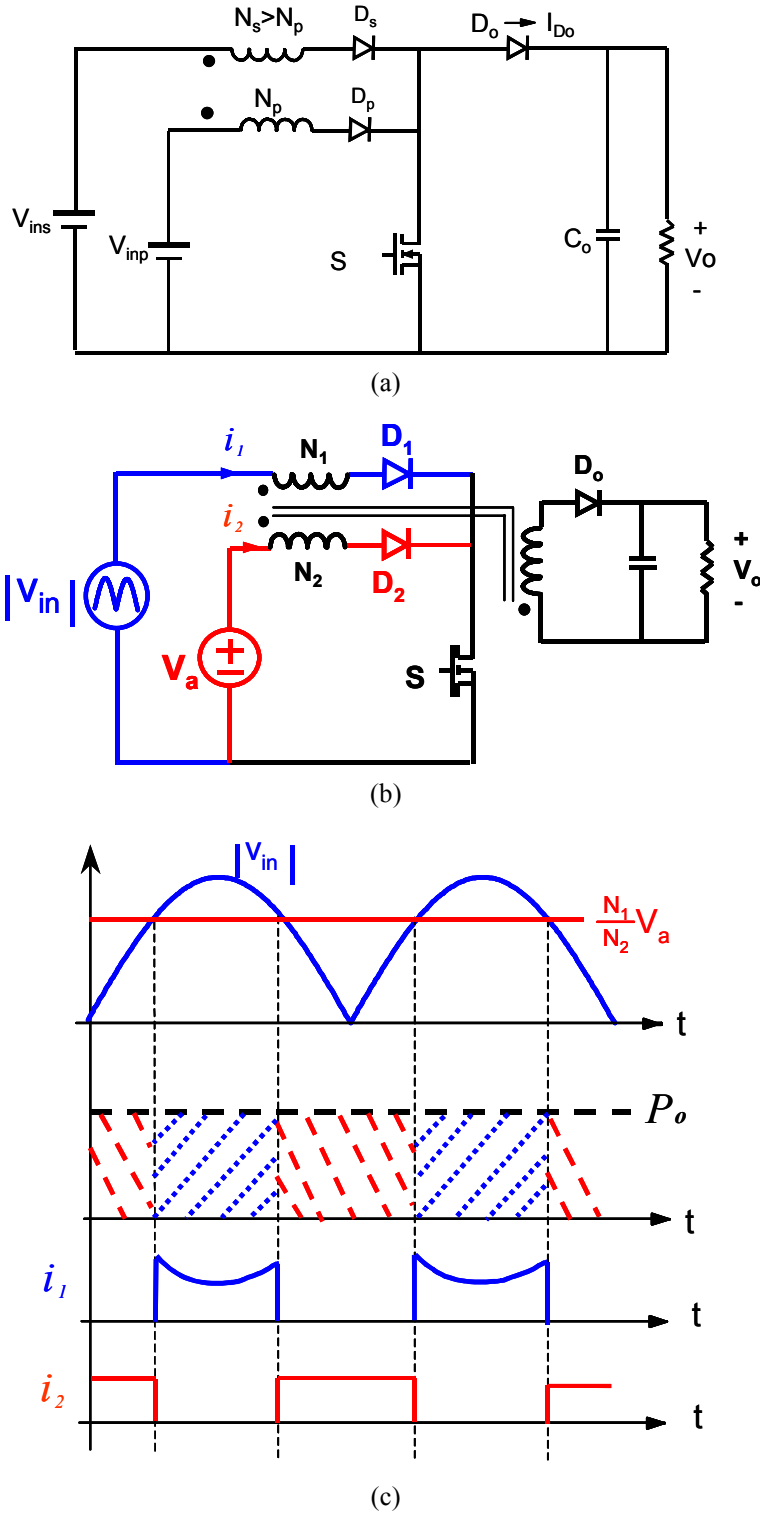 Ns>Np
Ds
Do
IDo
Np
Dp
Vins
Vinp
S
Co
+
Vo
-
(a)
i1
N1
D1
Do
i2
N2
D2
|Vin|
+
Vo
-
Va
S
(b)
|Vin|
N1
N2
Va
t
Po
t
i1
t
i2
t
(c)